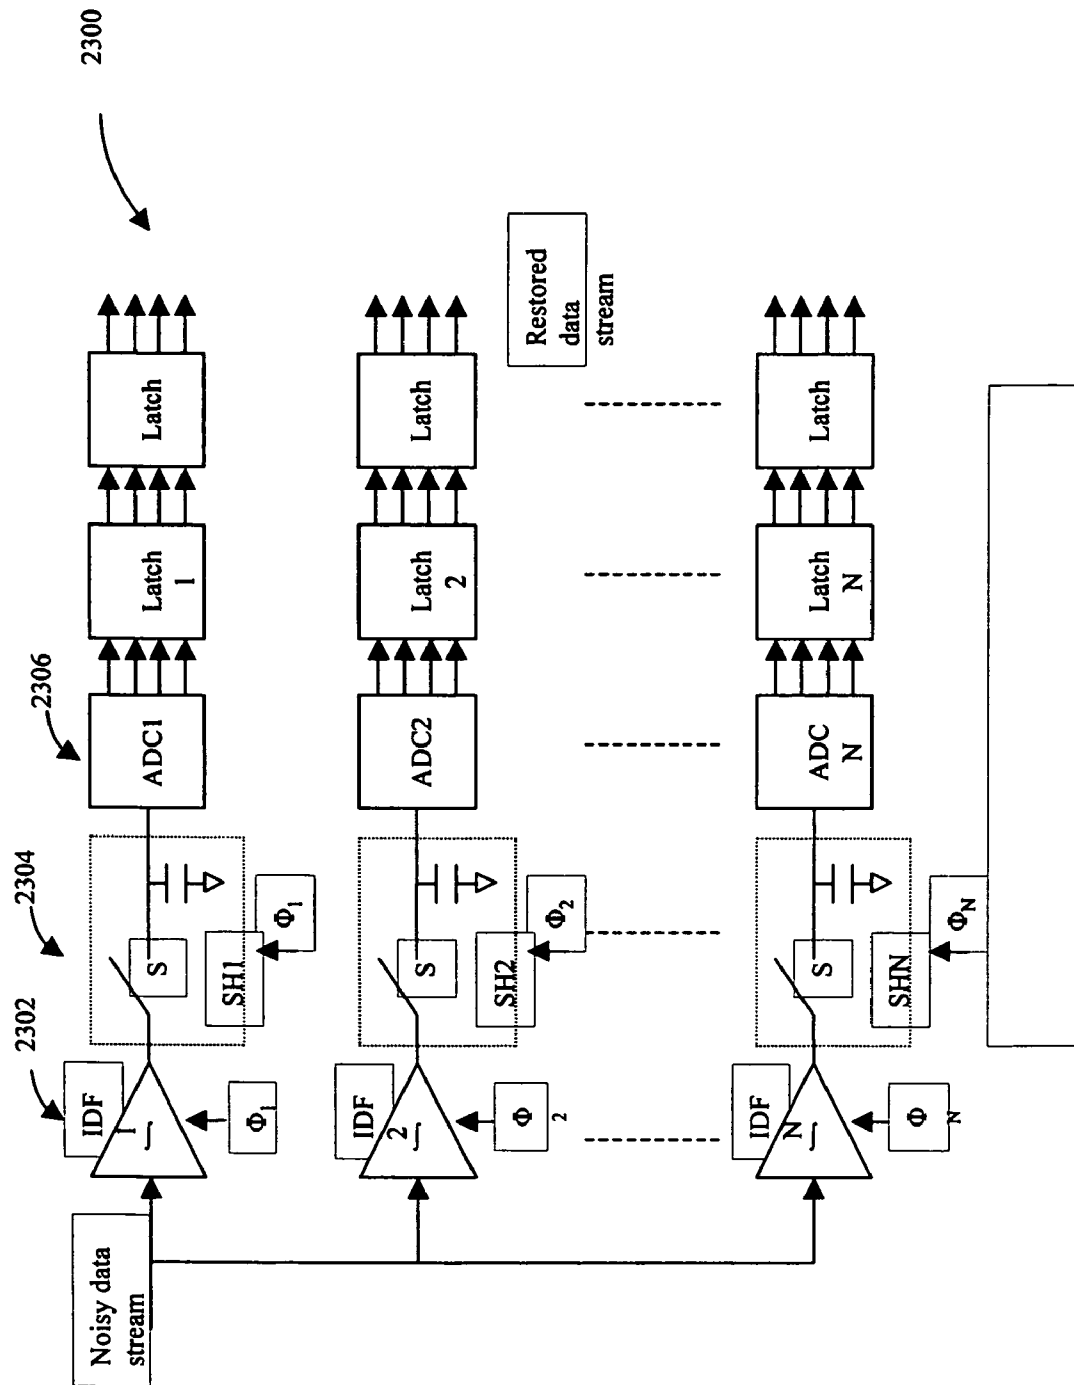 2300
2302
2304
2306
Noisy data
stream
IDF
1
∫
Φ1
S
SH1
Φ1
ADC1
Latch
1
Latch
IDF
2
∫
Φ
2
S
SH2
Φ2
ADC2
Latch
2
Latch
Restored
data
stream
IDF
N
∫
Φ
N
S
SHN
ΦN
ADC
N
Latch
N
Latch